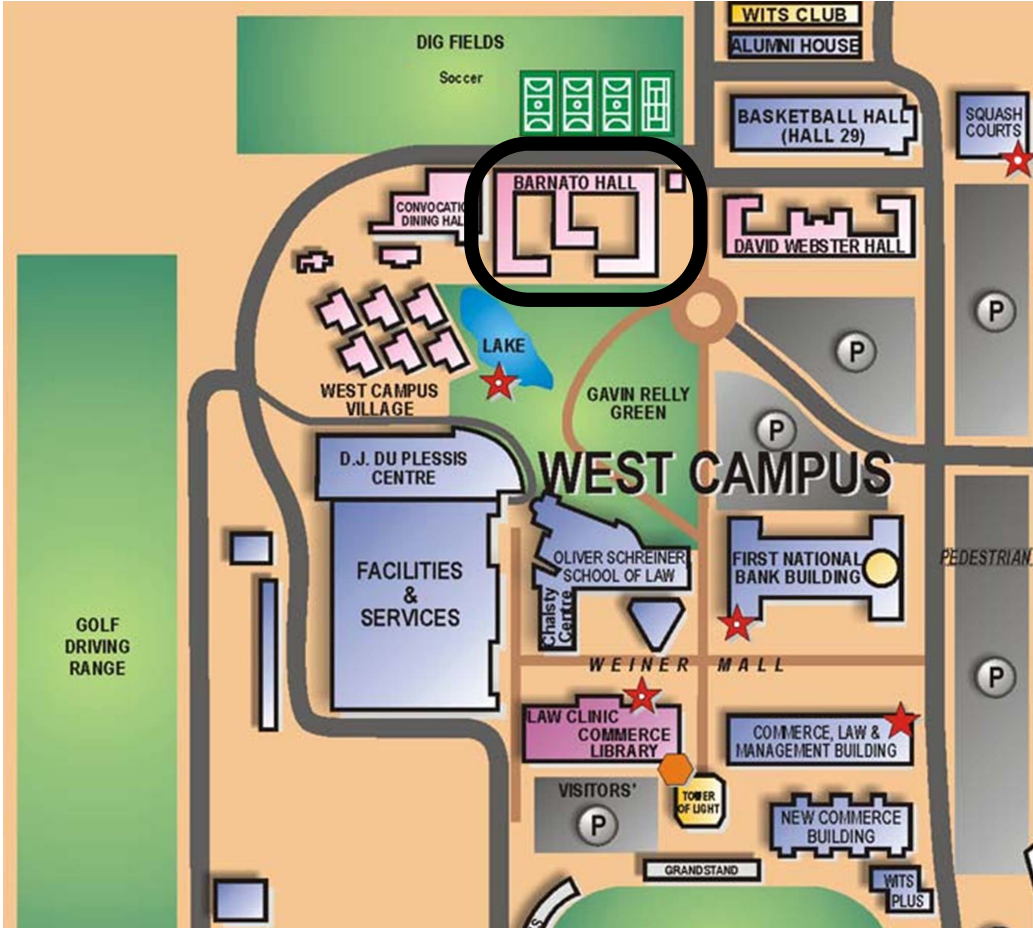 WITS CLUB
ALUMNI HOUSE
DIG FIELDS
Soccer
BASKETBALL HALL
(HALL 29)
SQUASH
COURTS
BARNATO HALL
DINING HALL
DAVID WEBSTER HALL
P
P
LAKE
WEST CAMPUS
VILLAGE
GAVIN RELLY
GREEN
P
D.J. DU PLESSIS
CENTRE
WEST CAMPUS
FACILITIES
&
SERVICES
OLIVER SCHREINER
SCHOOL OF LAW
Chalsty
Centre
FIRST NATIONAL
BANK BUILDING
PEDESTRIAN
GOLF
DRIVING
RANGE
WEINER MALL
P
LAW CLINIC
COMMERCE
LIBRARY
COMMERCE, LAW &
MANAGEMENT BUILDING
VISITORS'
P
TOWER
OF LIGHT
NEW COMMERCE
BUILDING
GRANDSTAND
WITS
PLUS